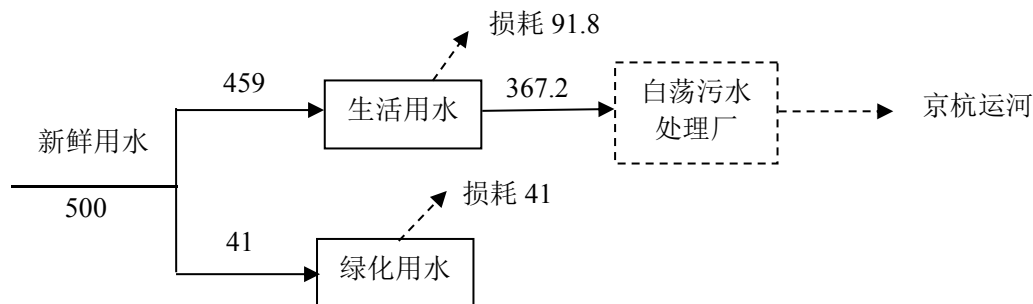 损耗 91.8
459
生活用水
367.2
白荡污水
处理厂
京杭运河
新鲜用水
500
损耗 41
41
绿化用水